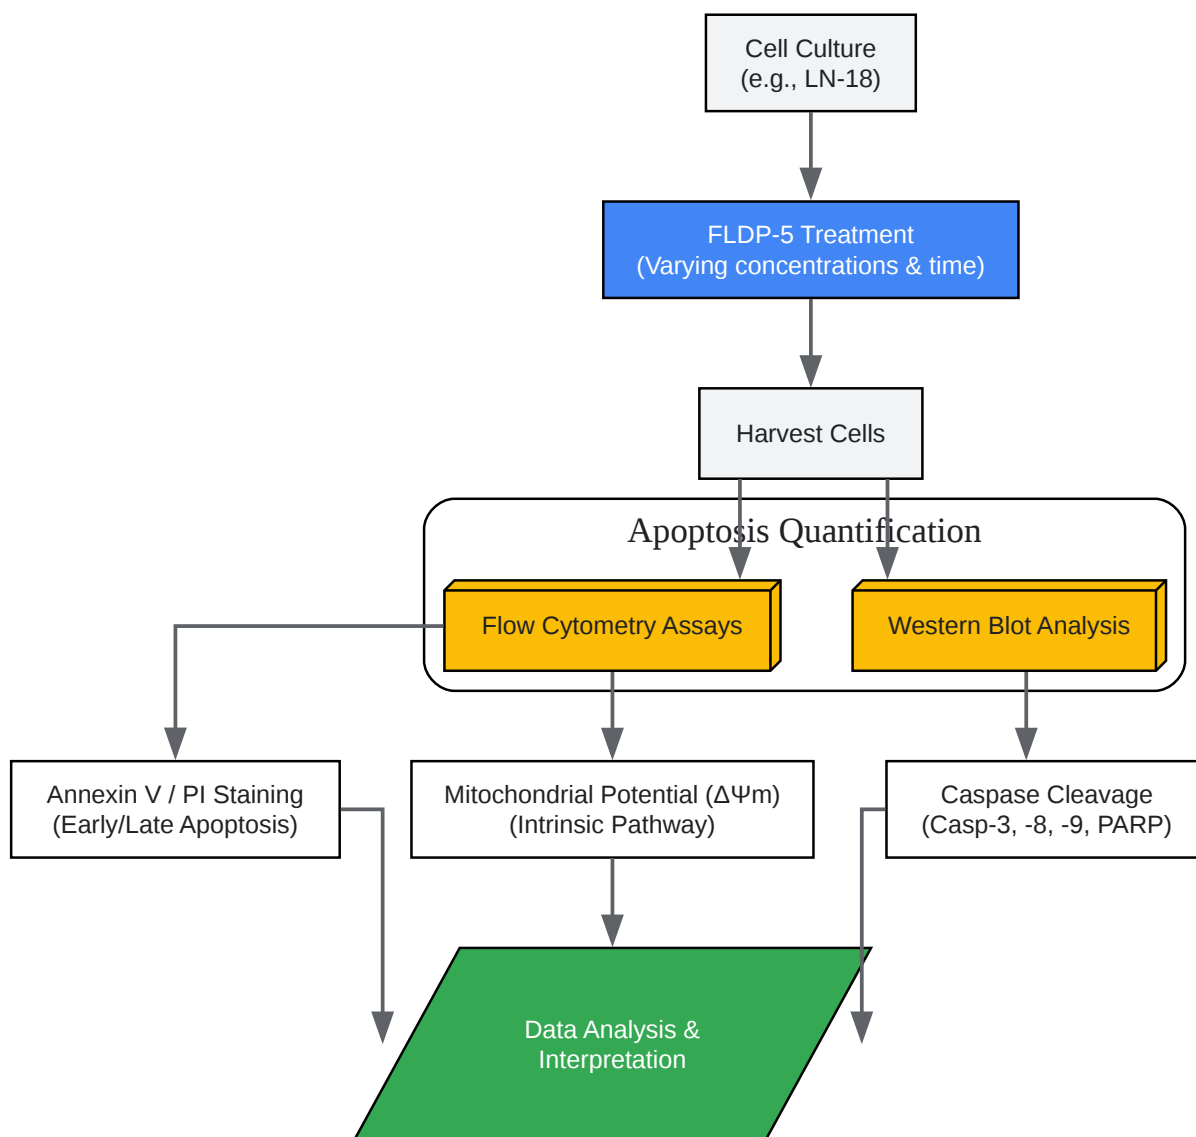 Cell Culture
(e.g., LN-18)
FLDP-5 Treatment
(Varying concentrations & time)
Harvest Cells
Apoptosis Quantification
Flow Cytometry Assays
Western Blot Analysis
Annexin V / PI Staining
(Early/Late Apoptosis)
Mitochondrial Potential (ΔΨm)
(Intrinsic Pathway)
Caspase Cleavage
(Casp-3, -8, -9, PARP)
Data Analysis &
Interpretation